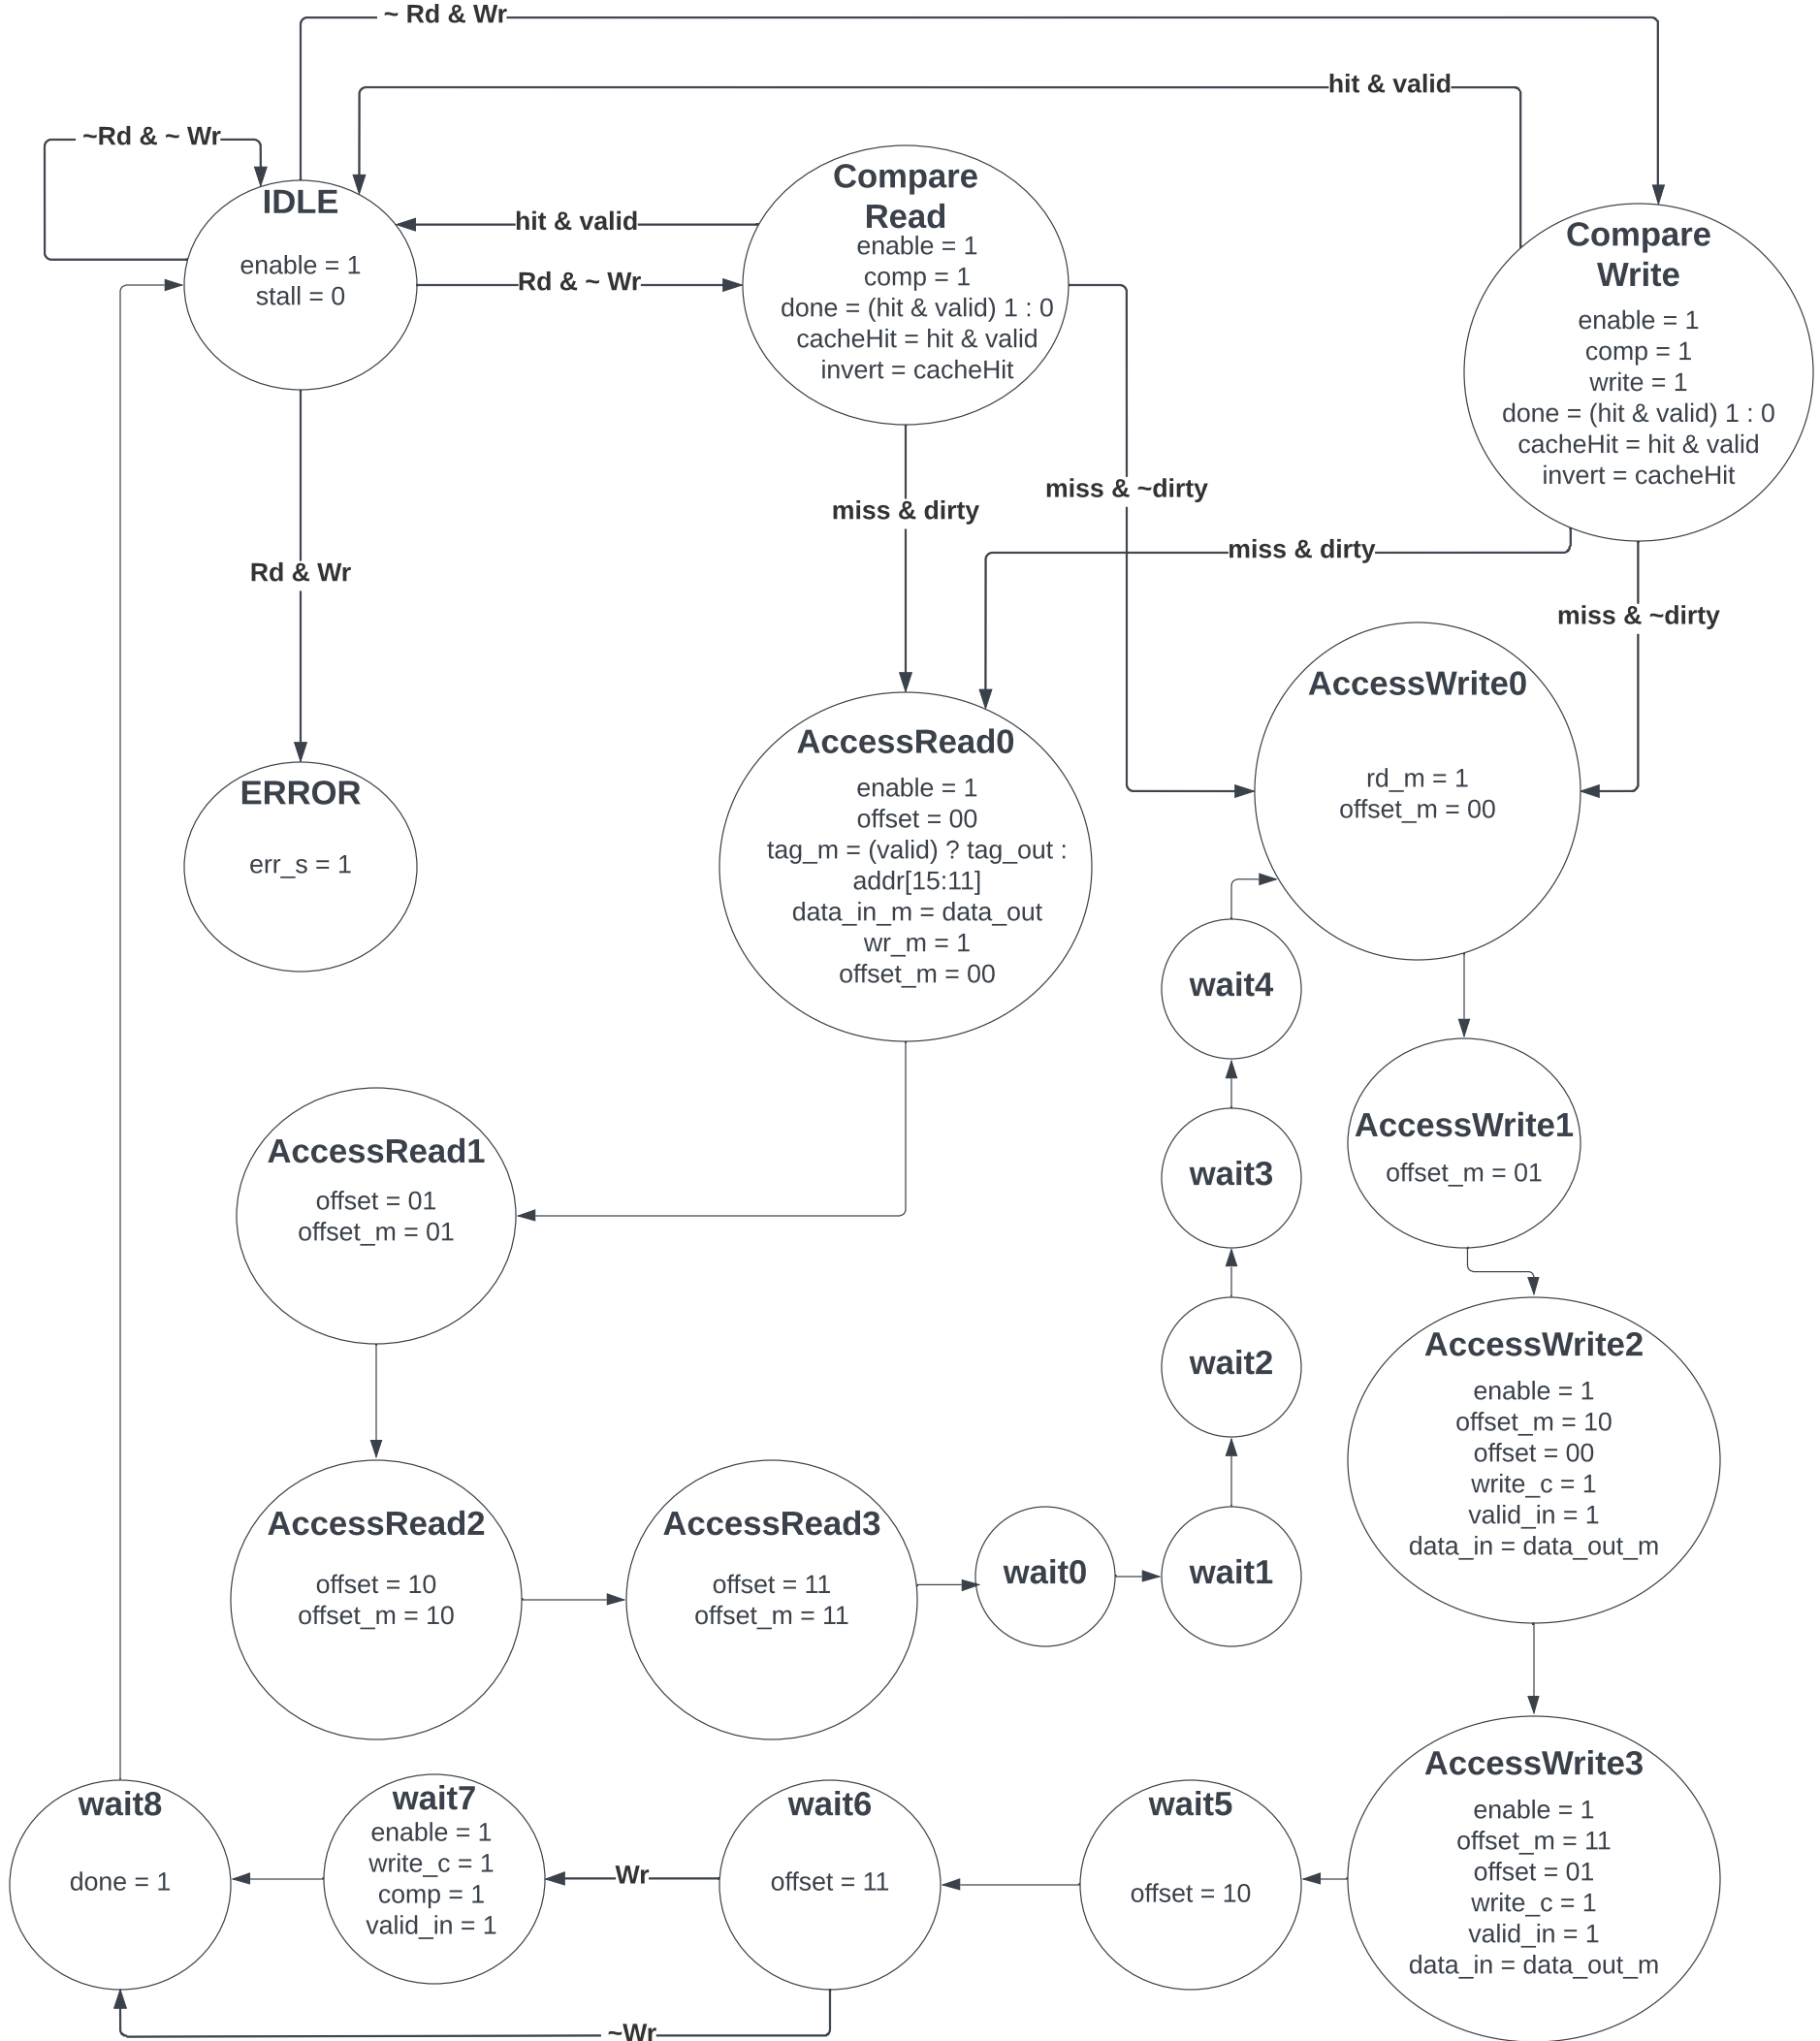 ~ Rd & Wr
hit & valid
~Rd & ~ Wr
IDLE
enable = 1
stall = 0
hit & valid
Rd & ~ Wr
Compare
Read
enable = 1
comp = 1
done = (hit & valid) 1 : 0
cacheHit = hit & valid
invert = cacheHit
Compare
Write
enable = 1
comp = 1
write = 1
done = (hit & valid) 1 : 0
cacheHit = hit & valid
invert = cacheHit
miss & dirty
miss & ~dirty
miss & dirty
miss & ~dirty
Rd & Wr
ERROR
err_s = 1
AccessRead0
enable = 1
offset = 00
tag_m = (valid) ? tag_out :
addr[15:11]
data_in_m = data_out
wr_m = 1
offset_m = 00
AccessWrite0
rd_m = 1
offset_m = 00
wait4
wait3
wait2
AccessWrite1
offset_m = 01
AccessRead1
offset = 01
offset_m = 01
AccessRead2
offset = 10
offset_m = 10
AccessRead3
offset = 11
offset_m = 11
wait0
wait1
AccessWrite2
enable = 1
offset_m = 10
offset = 00
write_c = 1
valid_in = 1
data_in = data_out_m
AccessWrite3
enable = 1
offset_m = 11
offset = 01
write_c = 1
valid_in = 1
data_in = data_out_m
wait5
offset = 10
wait6
offset = 11
Wr
wait7
enable = 1
write_c = 1
comp = 1
valid_in = 1
wait8
done = 1
~Wr